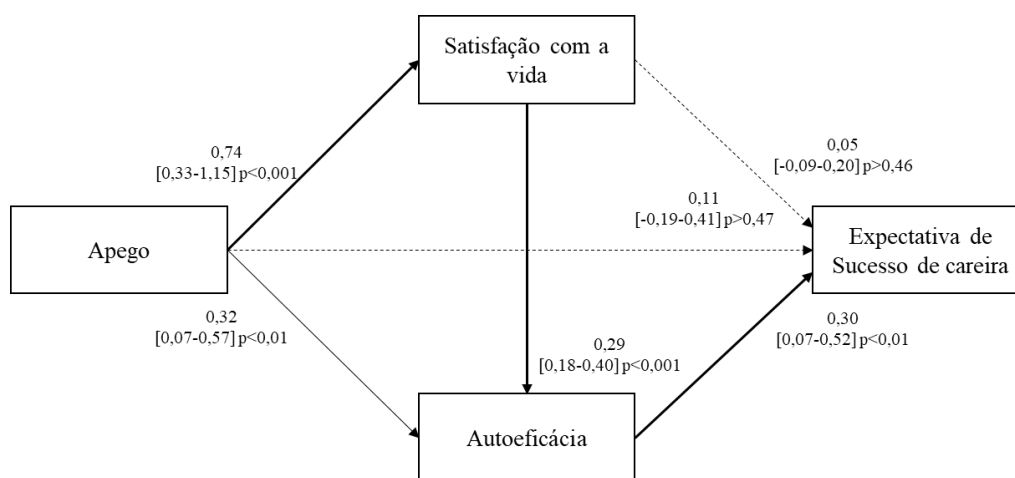 Satisfação com a
vida
0,74
[0,33-1,15] p<0,001
0,05
[-0,09-0,20] p>0,46
0,11
[-0,19-0,41] p>0,47
Apego
Expectativa de
Sucesso de careira
0,32
[0,07-0,57] p<0,01
0,29
[0,18-0,40] p<0,001
0,30
[0,07-0,52] p<0,01
Autoeficácia